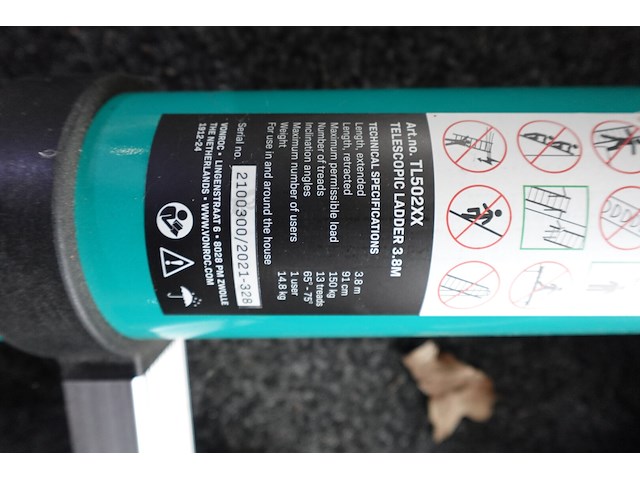 Art.no. TL502XX
TELESCOPIC LADDER 3.8M
TECHNICAL SPECIFICATIONS
Length, extended 3.8 m
Length, retracted 91 cm
Maximum permissible load 150 kg
Number of treads 13 treads
Inclination angles 65° - 75°
Maximum number of users 1 user
Weight 14.8 kg
For use in and around the house
Serial no. 2100300/2021-328
VONROC • LINGENSTRAAT 6 • 8028 PM ZWOLLE
THE NETHERLANDS • WWW.VONROC.COM
1912-24